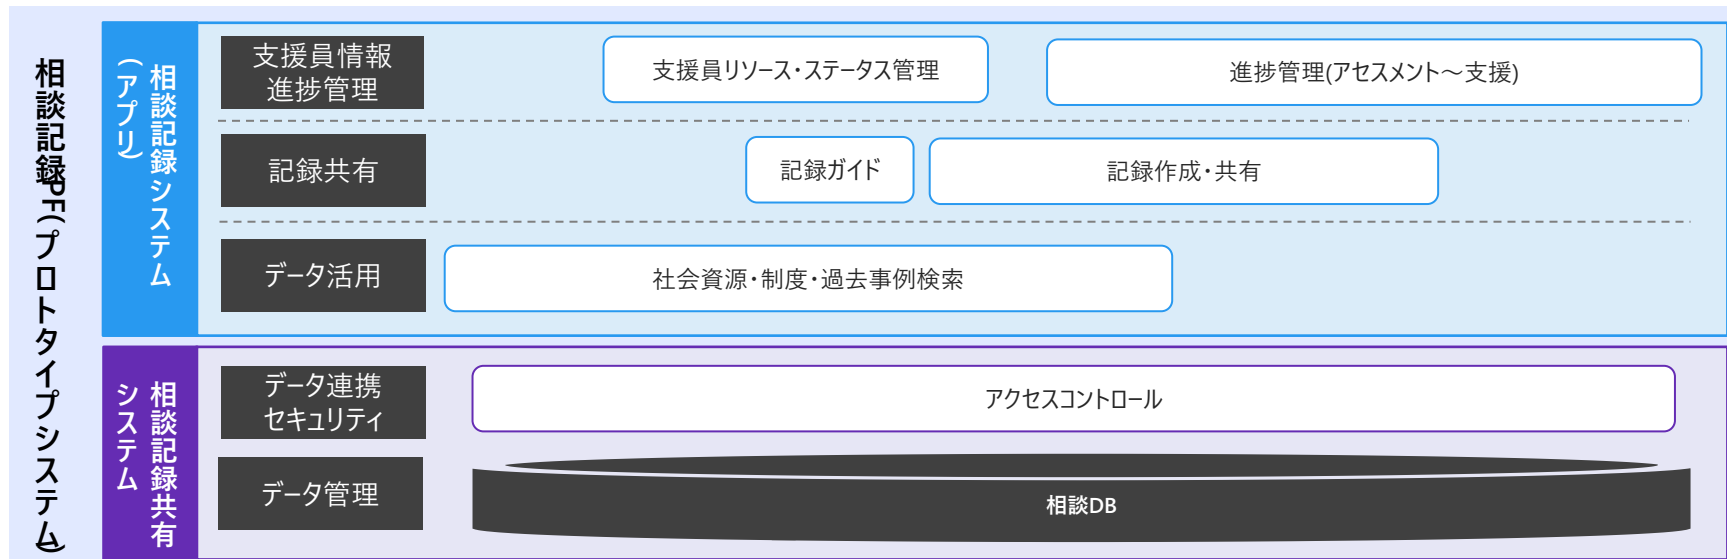 相談記録PF(プロトタイプシステム)
相談記録システム
(アプリ)
支援員情報
進捗管理
支援員リソース・ステータス管理
進捗管理(アセスメント～支援)
記録共有
記録ガイド
記録作成・共有
データ活用
社会資源・制度・過去事例検索
相談記録共有
システム
データ連携
セキュリティ
アクセスコントロール
データ管理
相談DB